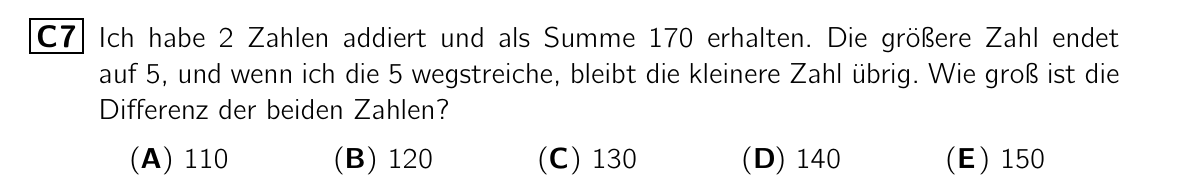 C7 Ich habe 2 Zahlen addiert und als Summe 170 erhalten. Die größere Zahl endet
auf 5, und wenn ich die 5 wegstreiche, bleibt die kleinere Zahl übrig. Wie groß ist die
Differenz der beiden Zahlen?
(A) 110 (B) 120 (C) 130 (D) 140 (E) 150